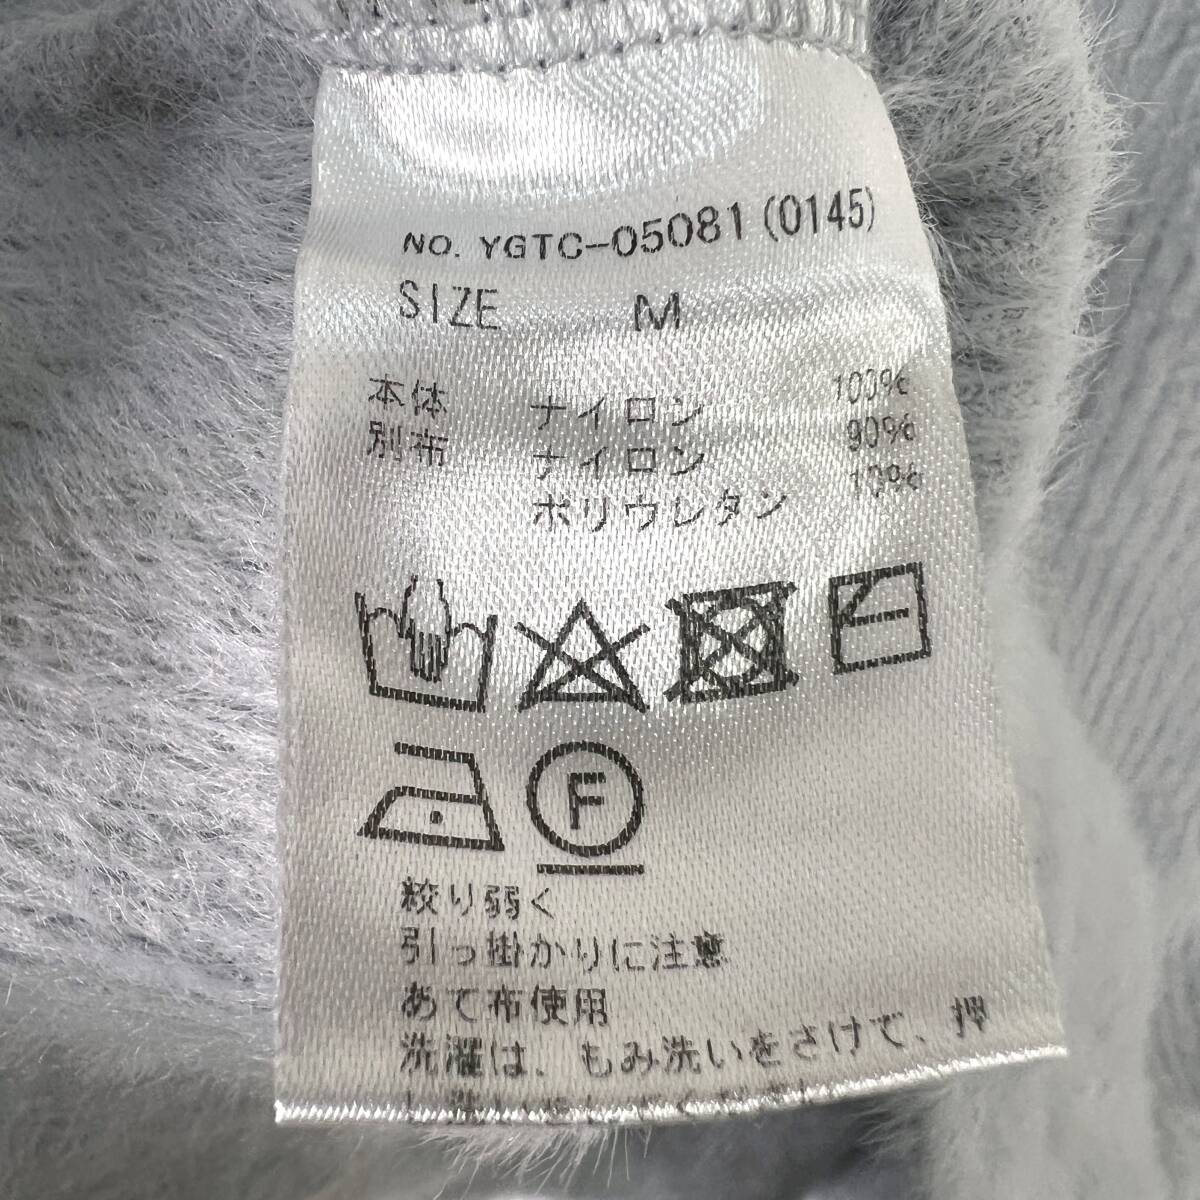 NO. YGTC-05081 (0145)
SIZE M
本体 ナイロン 100%
別布 ナイロン 90%
ポリウレタン 10%
F
絞り弱く
引っ掛かりに注意
あて布使用
洗濯は、もみ洗いをさけて、押